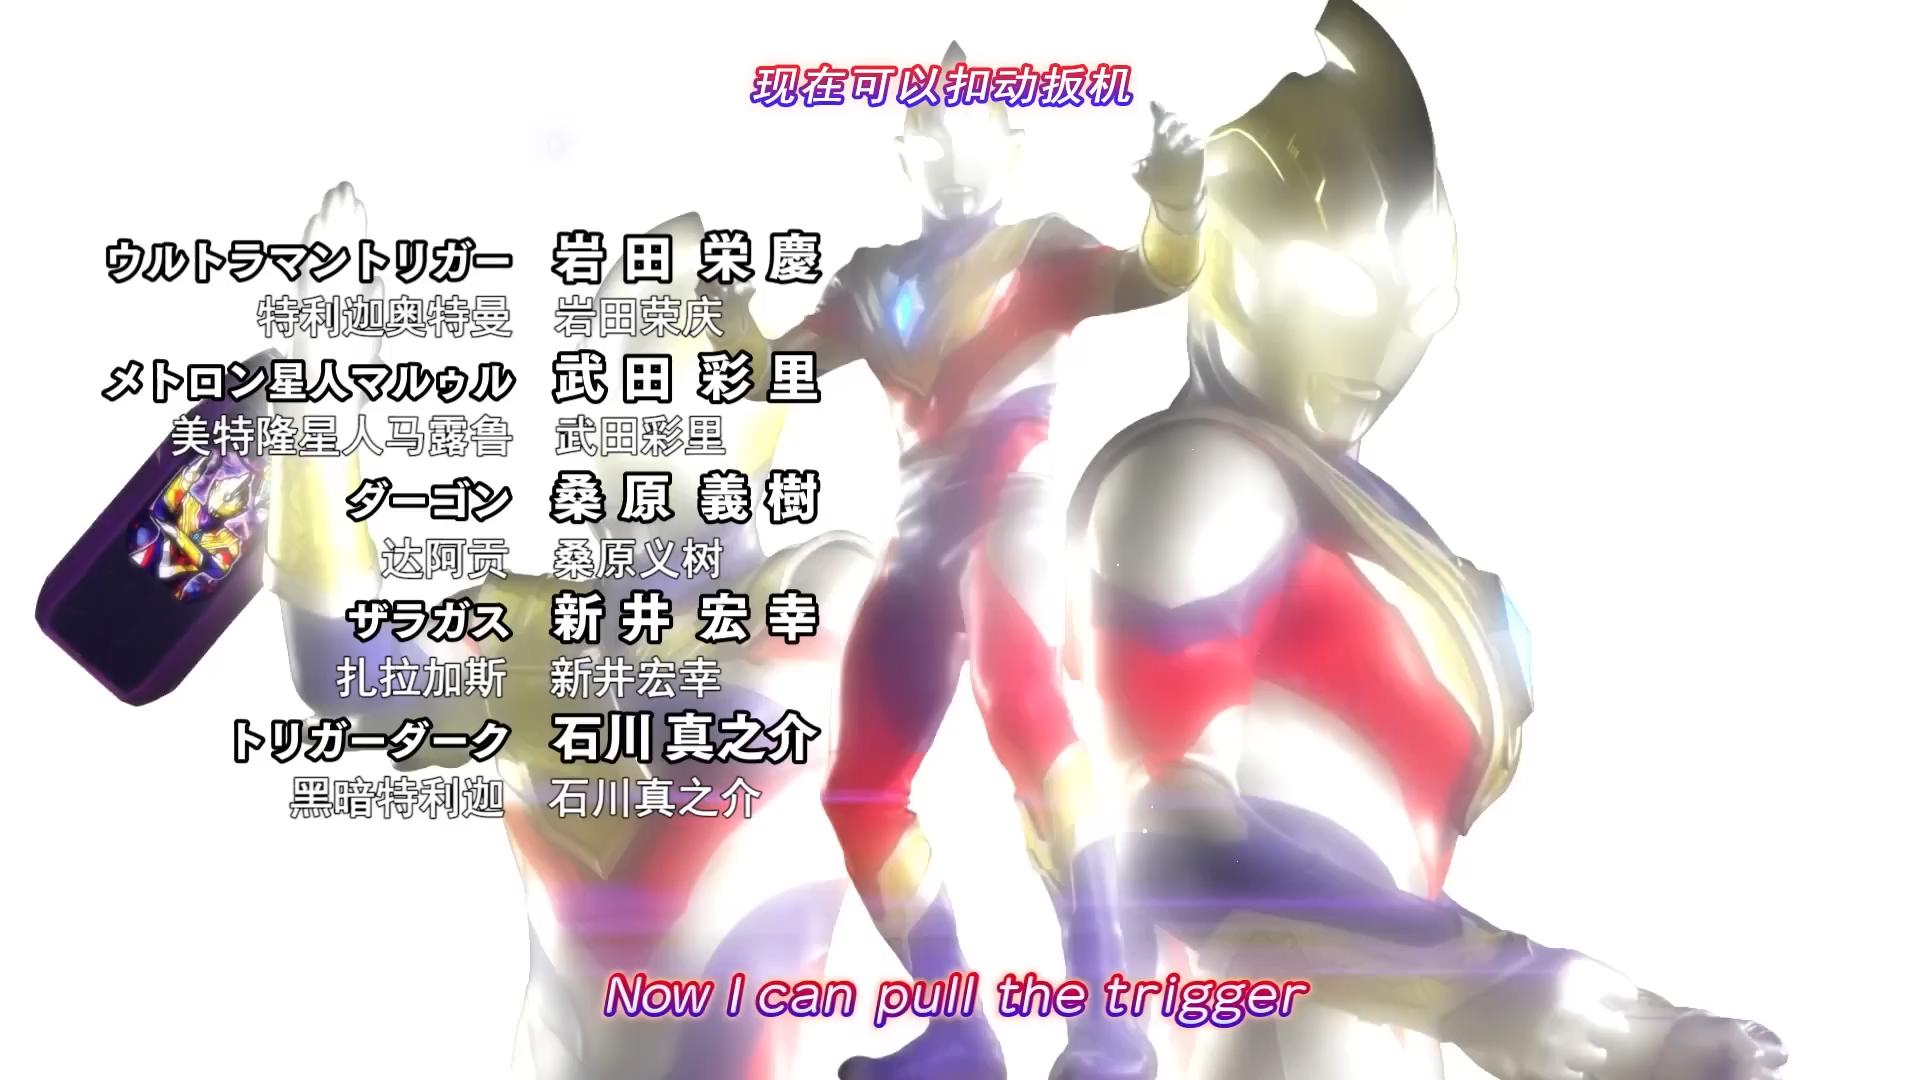 现在可以扣动扳机
ウルトラマントリガー 岩田 栄慶
特利迦奥特曼 岩田荣庆
メトロン星人マルゥル 武田 彩里
美特隆星人马露鲁 武田彩里
ダーゴン 桑原 義樹
达阿贡 桑原义树
ザラガス 新井 宏幸
扎拉加斯 新井宏幸
トリガーダーク 石川真之介
黑暗特利迦 石川真之介
Now I can pull the trigger